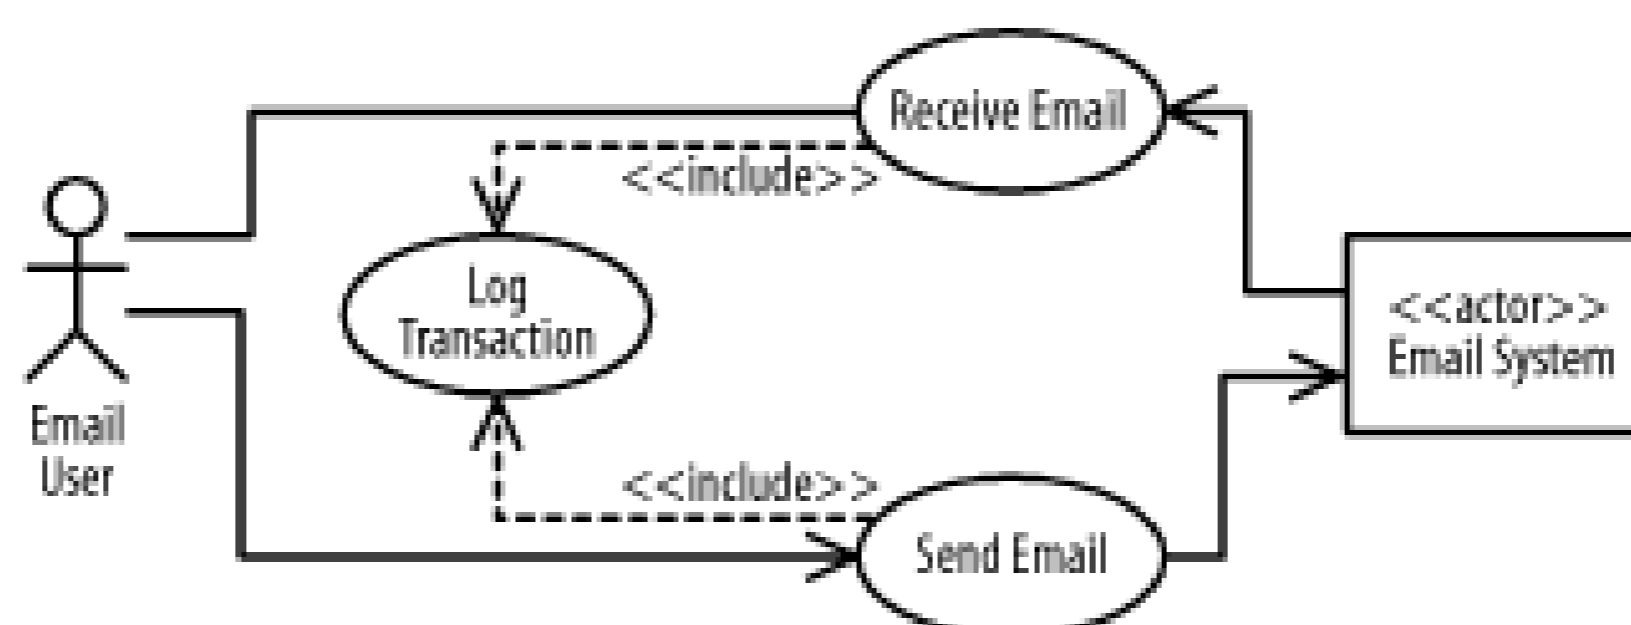 Receive Email
<<include>>
Log
Transaction
<<actor>>
Email System
Email
User
<<include>>
Send Email